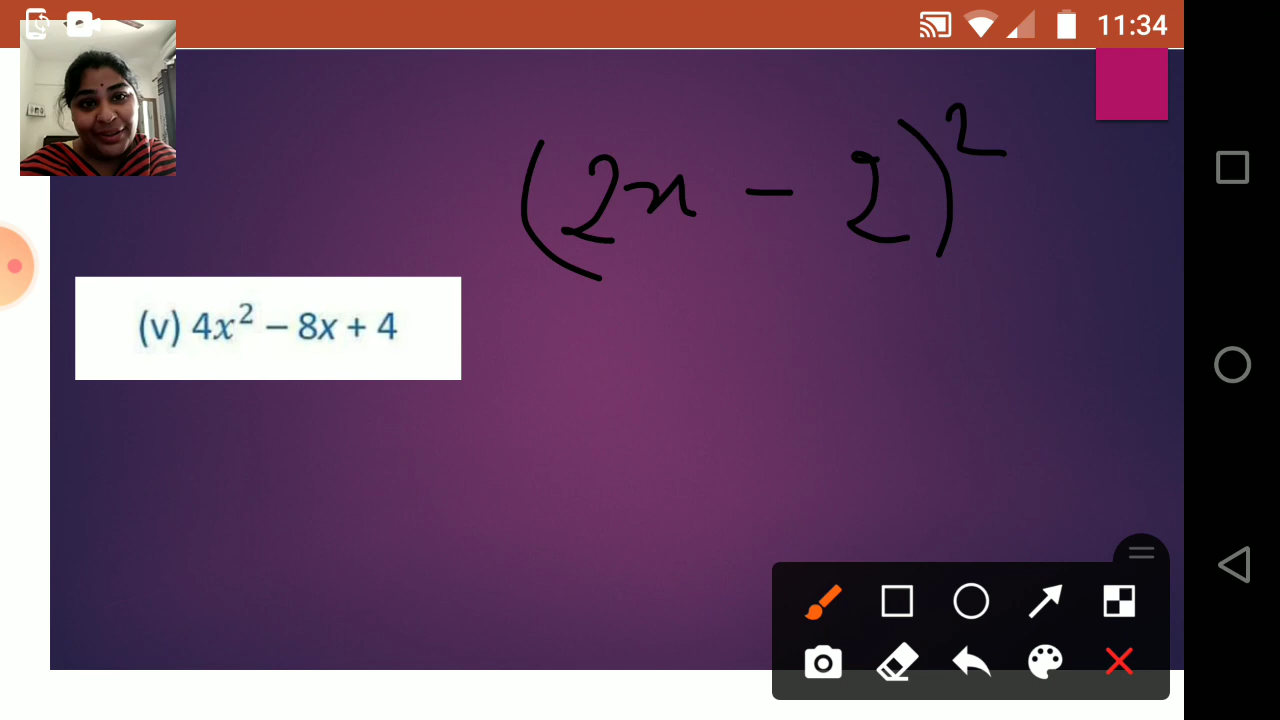 11:34
(2x - 2)²
(v) 4x² − 8x + 4